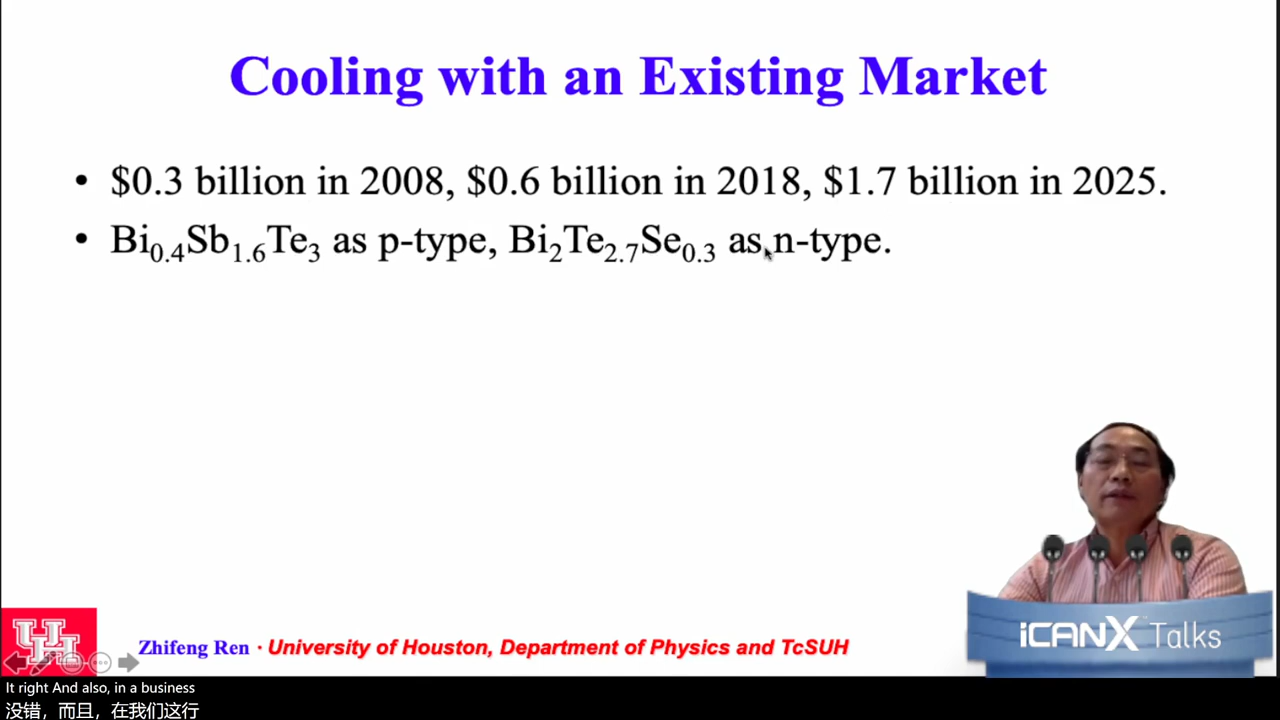 Cooling with an Existing Market
• $0.3 billion in 2008, $0.6 billion in 2018, $1.7 billion in 2025.
• Bi₀.₄Sb₁.₆Te₃ as p-type, Bi₂Te₂.₇Se₀.₃ as n-type.
UH
Zhifeng Ren · University of Houston, Department of Physics and TcSUH
iCANX Talks
It right And also, in a business
没错，而且，在我们这行